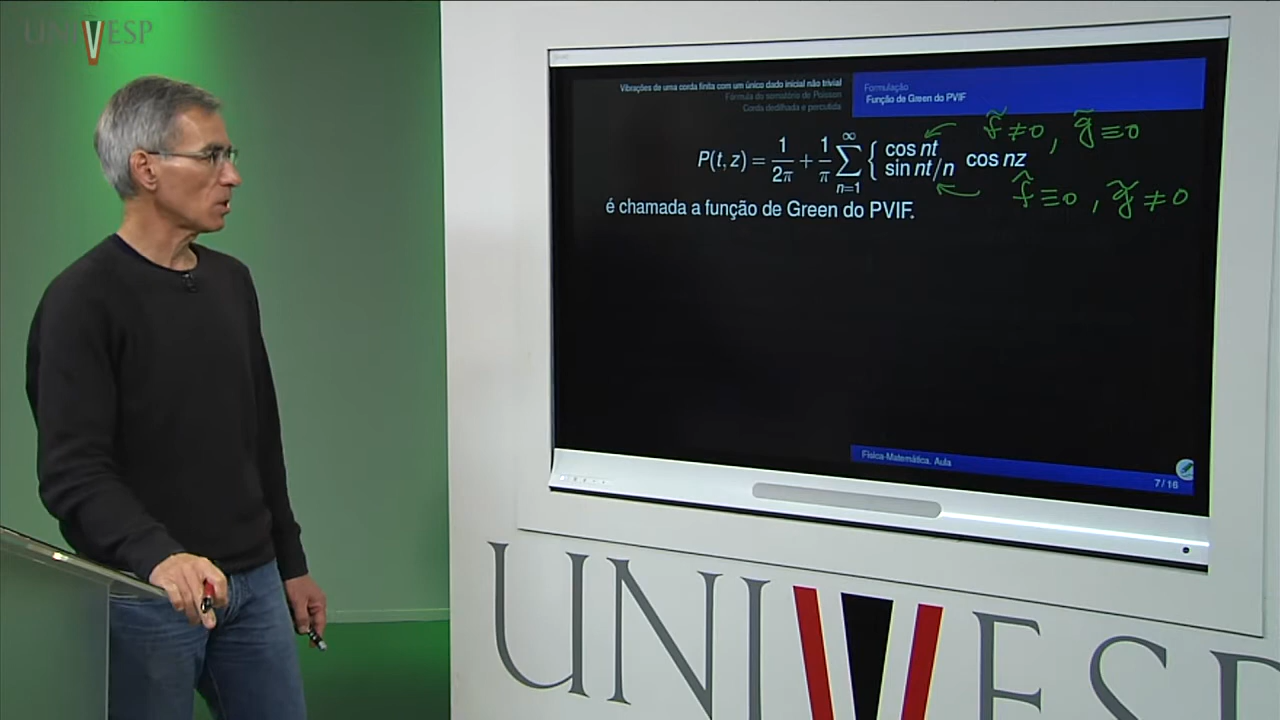 UNIVESP
Vibrações de uma corda finita com um único dado inicial não trivial
Fórmula do somatório de Poisson
Corda dedilhada e percutida
Formulação
Função de Green do PVIF
P(t, z) = 1/2π + 1/π ∑ n=1 ∞ { cos nt sin nt/n cos nz
f̃ ≠ 0 , g̃ ≡ 0
f̃ ≡ 0 , g̃ ≠ 0
é chamada a função de Green do PVIF.
Física-Matemática. Aula
7 / 16
UNIVESP